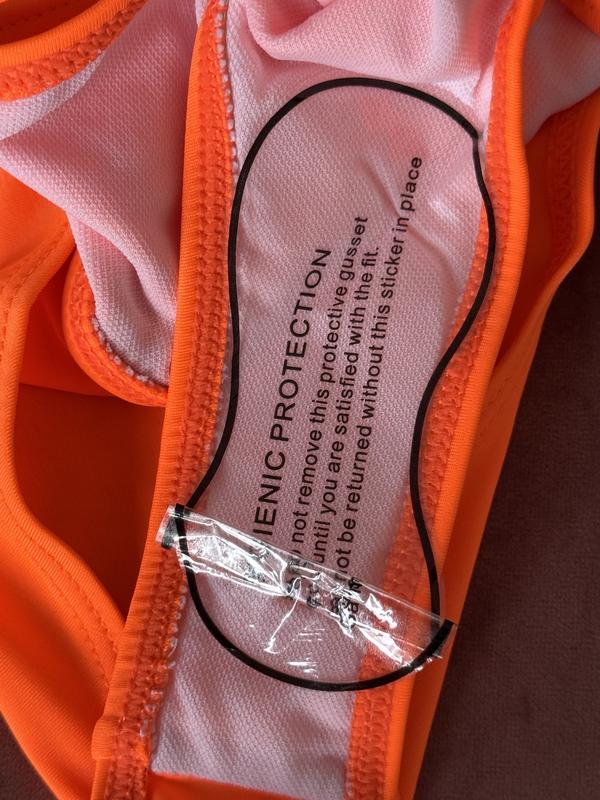 IENIC PROTECTION
not remove this protective gusset
until you are satisfied with the fit.
not be returned without this sticker in place